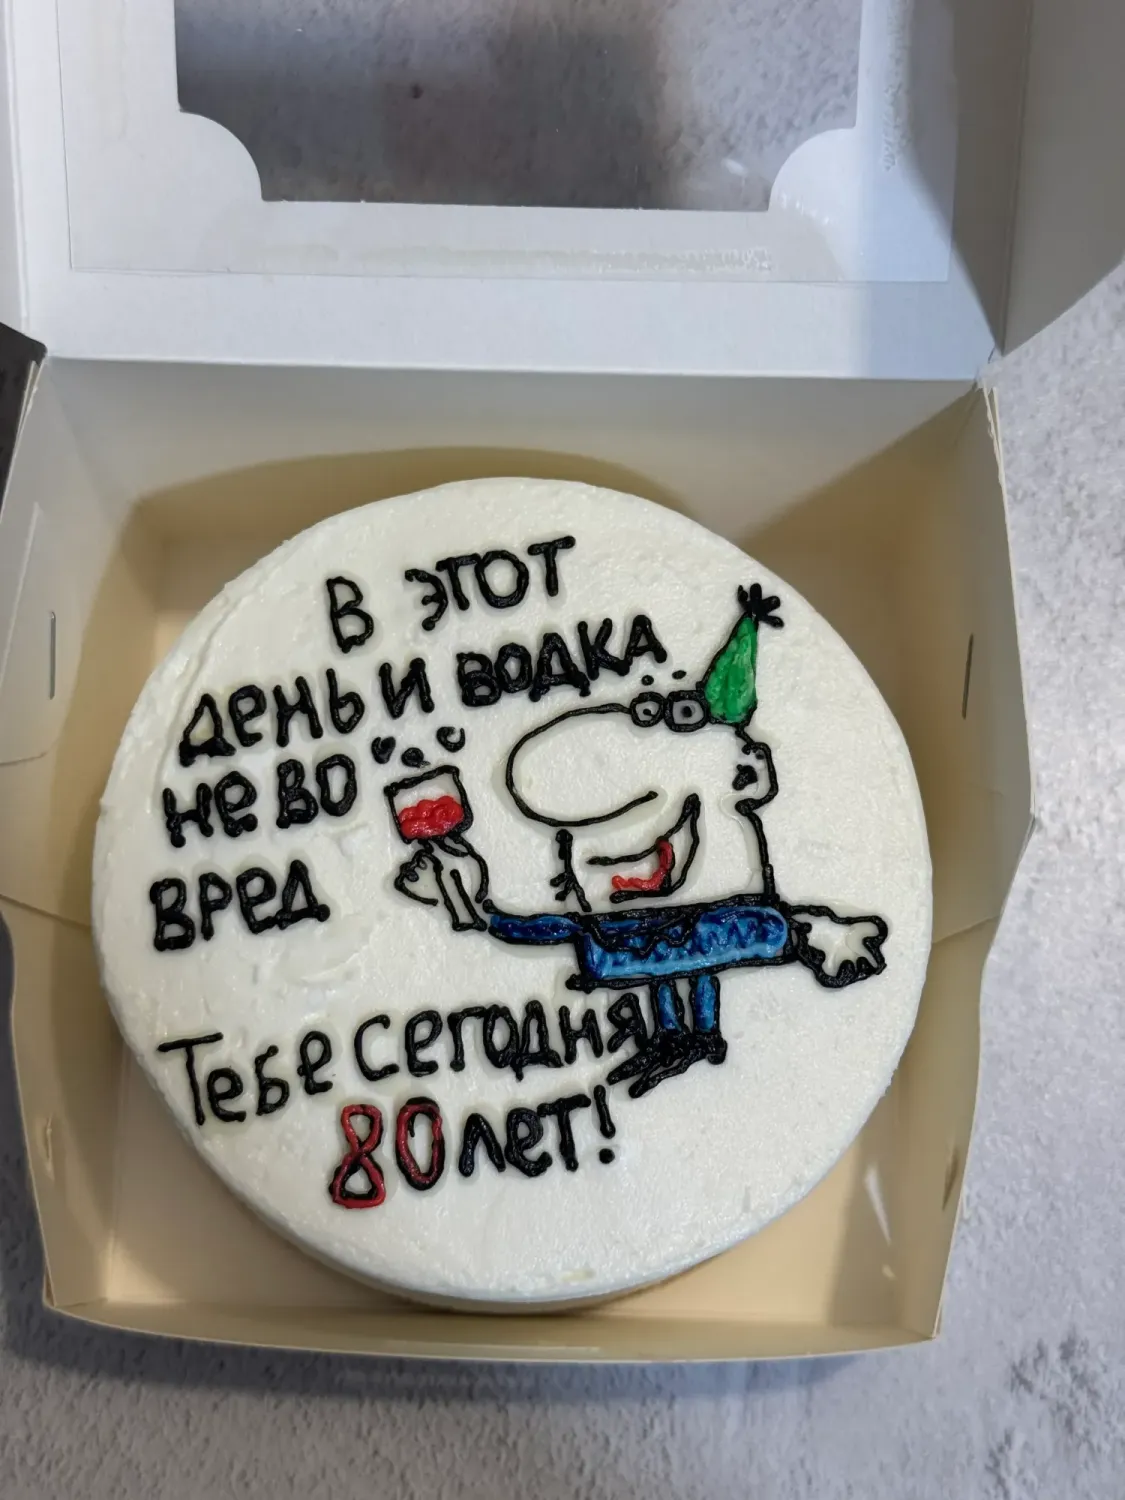 В ЭТОТ
ДЕНЬ И ВОДКА
НЕ ВО
ВРЕД
Тебе сегодня
80 лет!